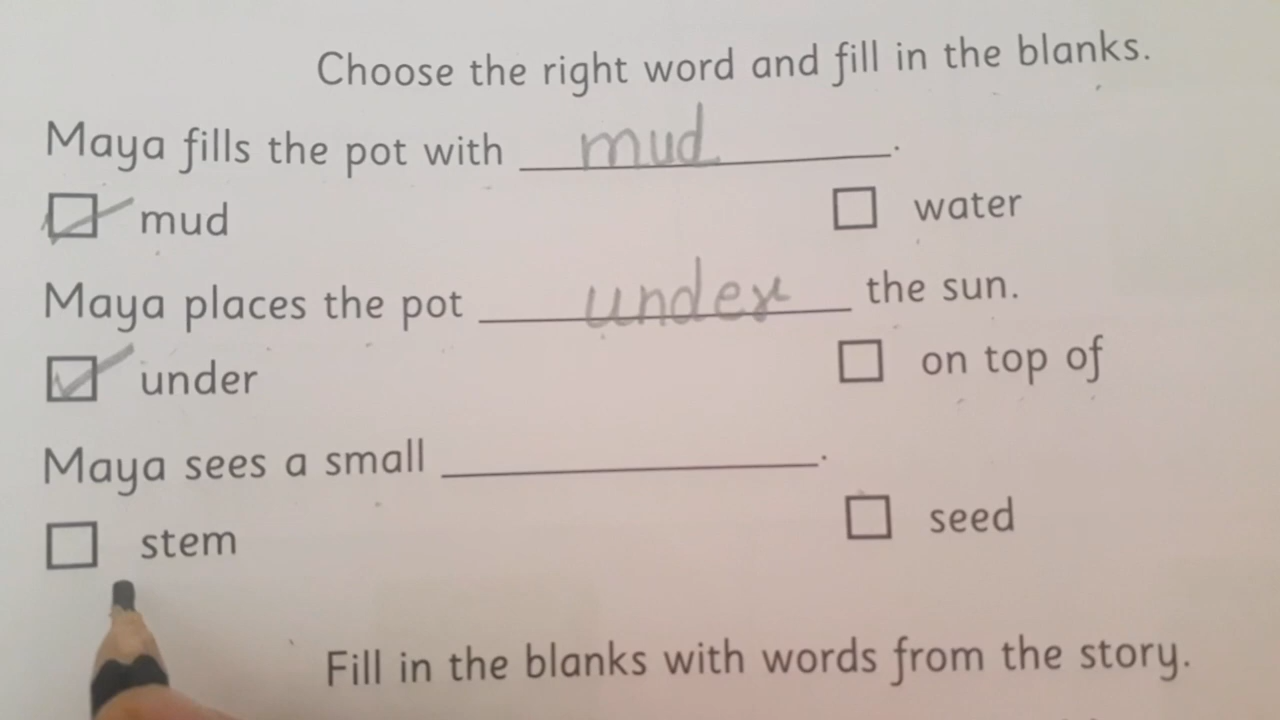 Choose the right word and fill in the blanks.
Maya fills the pot with mud.
mud water
Maya places the pot under the sun.
under on top of
Maya sees a small ________.
stem seed
Fill in the blanks with words from the story.